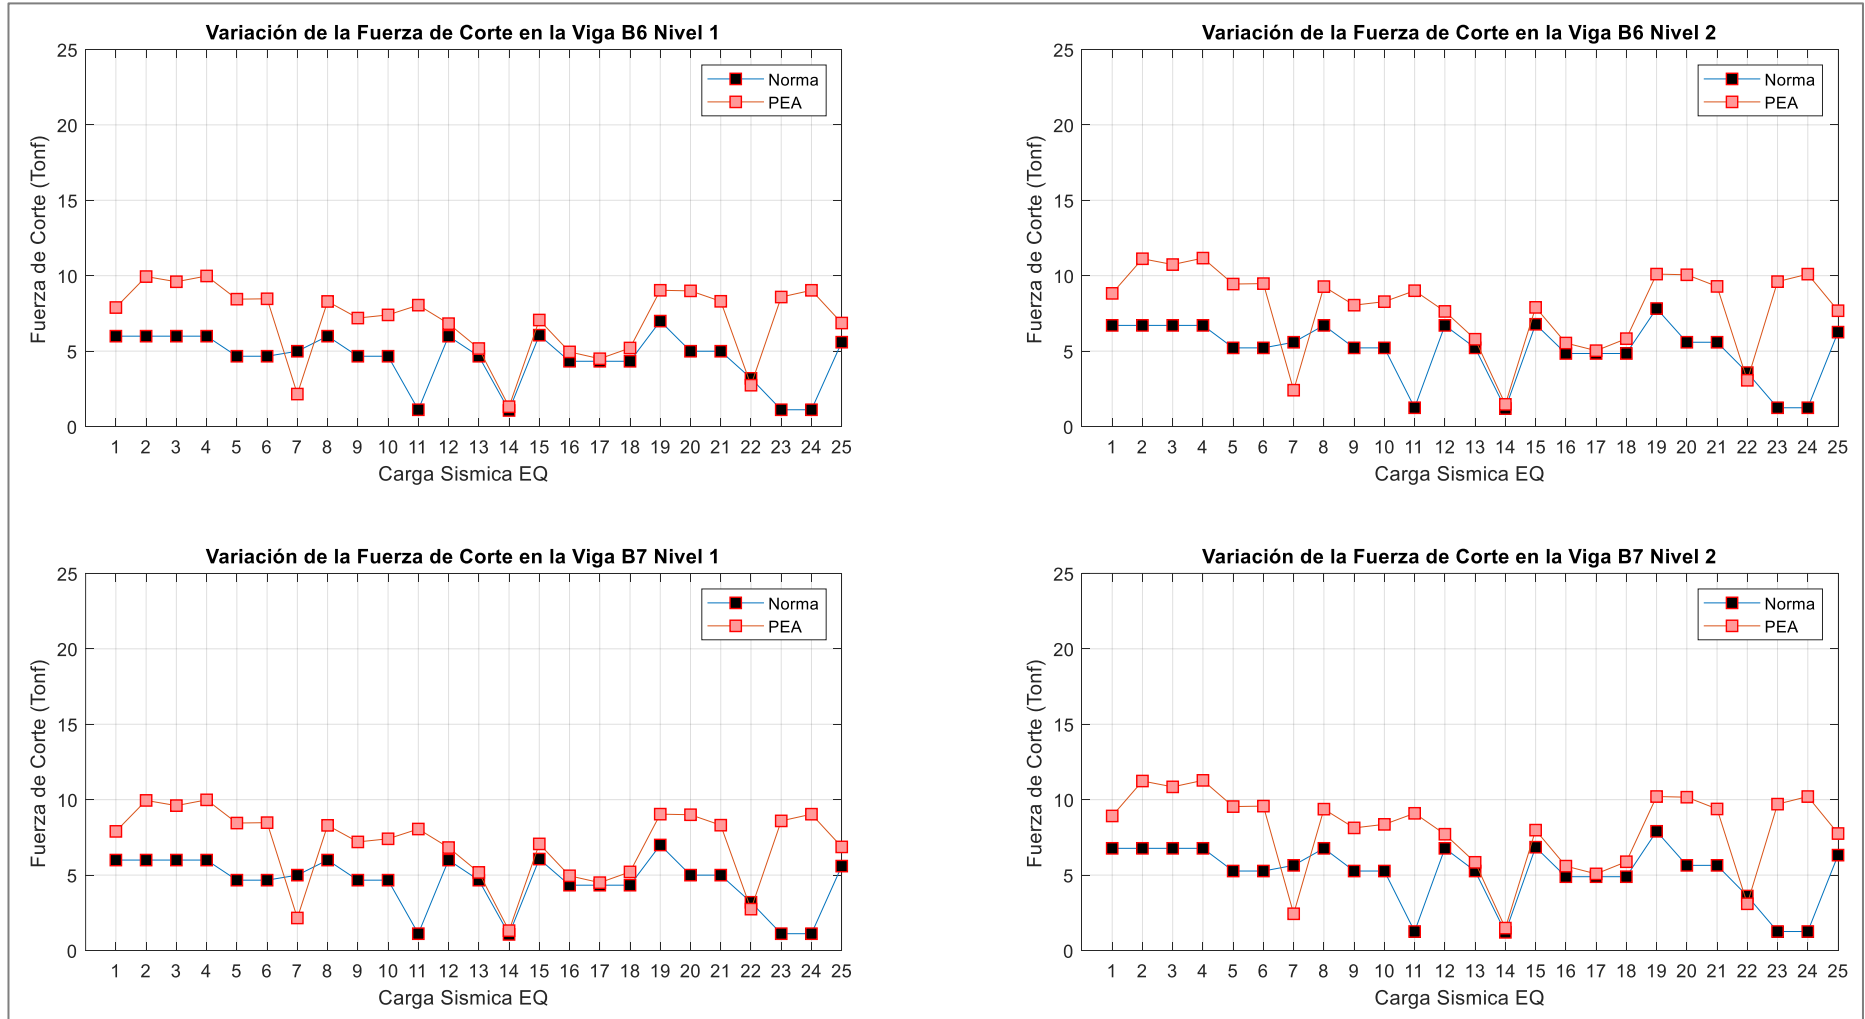 Variación de la Fuerza de Corte en la Viga B6 Nivel 1
25
20
15
10
5
0
Fuerza de Corte (Tonf)
Norma
PEA
1 2 3 4 5 6 7 8 9 10 11 12 13 14 15 16 17 18 19 20 21 22 23 24 25
Carga Sismica EQ
Variación de la Fuerza de Corte en la Viga B6 Nivel 2
25
20
15
10
5
0
Fuerza de Corte (Tonf)
Norma
PEA
1 2 3 4 5 6 7 8 9 10 11 12 13 14 15 16 17 18 19 20 21 22 23 24 25
Carga Sismica EQ
Variación de la Fuerza de Corte en la Viga B7 Nivel 1
25
20
15
10
5
0
Fuerza de Corte (Tonf)
Norma
PEA
1 2 3 4 5 6 7 8 9 10 11 12 13 14 15 16 17 18 19 20 21 22 23 24 25
Carga Sismica EQ
Variación de la Fuerza de Corte en la Viga B7 Nivel 2
25
20
15
10
5
0
Fuerza de Corte (Tonf)
Norma
PEA
1 2 3 4 5 6 7 8 9 10 11 12 13 14 15 16 17 18 19 20 21 22 23 24 25
Carga Sismica EQ